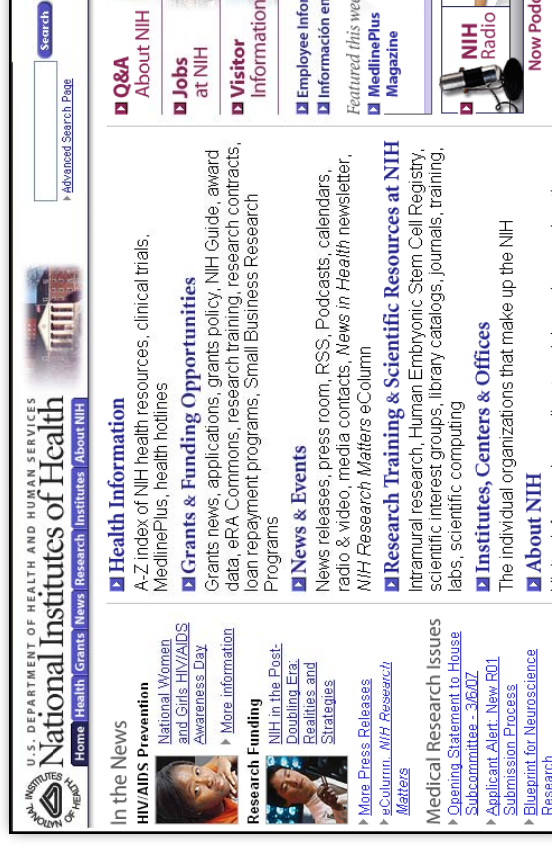 U.S. DEPARTMENT OF HEALTH AND HUMAN SERVICES
National Institutes of Health
Home Health Grants News Research Institutes About NIH
Search
Advanced Search Page
In the News
HIV/AIDS Prevention
National Women
and Girls HIV/AIDS
Awareness Day
More information
Research Funding
NIH in the Post-
Doubling Era:
Realities and
Strategies
More Press Releases
eColumn: NIH Research
Matters
Medical Research Issues
Opening Statement to House
Subcommittee - 3/6/07
Applicant Alert: New R01
Submission Process
Blueprint for Neuroscience
Research
Health Information
A-Z index of NIH health resources, clinical trials,
MedlinePlus, health hotlines
Grants & Funding Opportunities
Grants news, applications, grants policy, NIH Guide, award
data, eRA Commons, research training, research contracts,
loan repayment programs, Small Business Research
Programs
News & Events
News releases, press room, RSS, Podcasts, calendars,
radio & video, media contacts, News in Health newsletter,
NIH Research Matters eColumn
Research Training & Scientific Resources at NIH
Intramural research, Human Embryonic Stem Cell Registry,
scientific interest groups, library catalogs, journals, training,
labs, scientific computing
Institutes, Centers & Offices
The individual organizations that make up the NIH
About NIH
Q&A
About NIH
Jobs
at NIH
Visitor
Information
Employee Infor
Información en
Featured this wee
MedlinePlus
Magazine
NIH
Radio
Now Podc